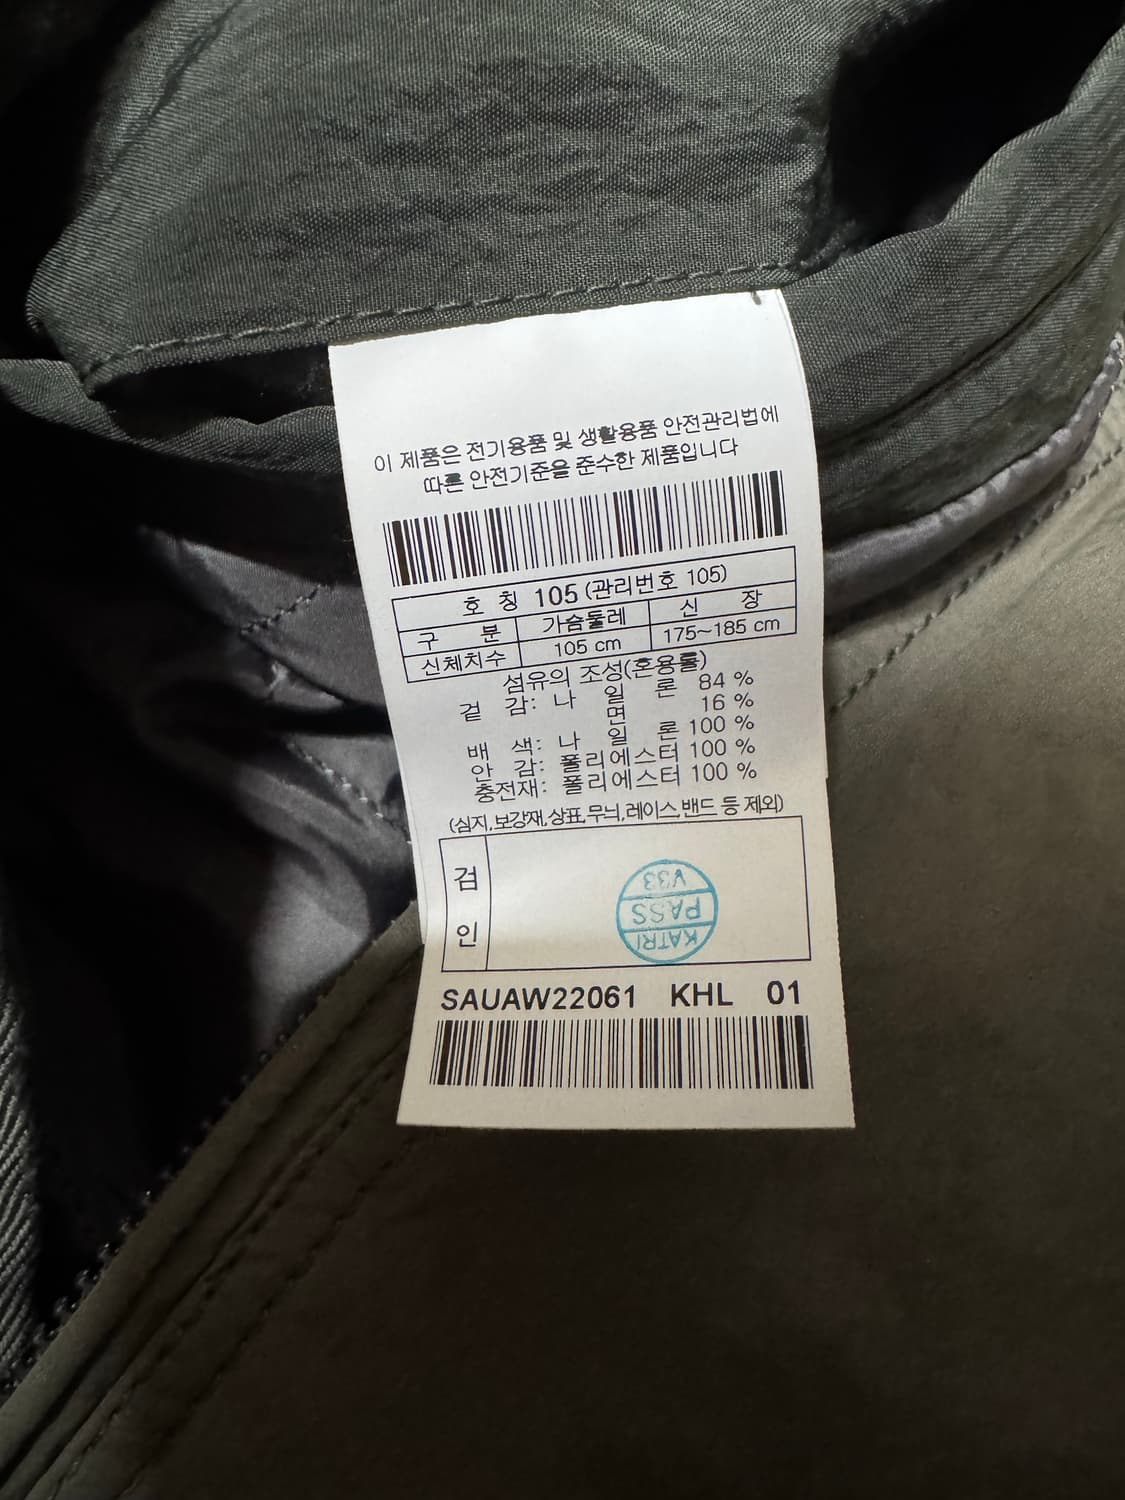 이 제품은 전기용품 및 생활용품 안전관리법에
따른 안전기준을 준수한 제품입니다
호 칭 105 (관리번호 105)
구 분 가슴둘레 신 장
신체치수 105 cm 175~185 cm
섬유의 조성(혼용률)
겉 감: 나 일 론 84 %
면 16 %
배 색: 나 일 론 100 %
안 감: 폴리에스터 100 %
충전재: 폴리에스터 100 %
(심지,보강재,상표,무늬,레이스,밴드 등 제외)
검
인
KATRI
PASS
V33
SAUAW22061 KHL 01